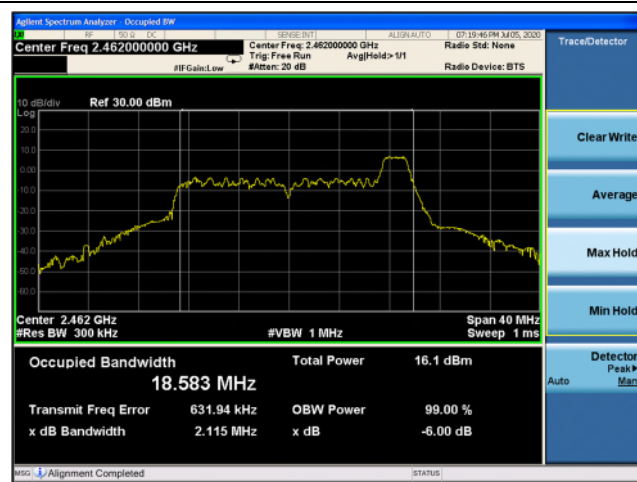 Agilent Spectrum Analyzer - Occupied BW
RF 50 Ω DC SENSE:INT ALIGN AUTO 07:19:46 PM Jul 05, 2020
Center Freq 2.462000000 GHz Center Freq: 2.462000000 GHz Radio Std: None
Trig: Free Run Avg|Hold:>1/1
#IFGain:Low #Atten: 20 dB Radio Device: BTS
Trace/Detector
10 dB/div Ref 30.00 dBm
Log
20.0
10.0
0.00
-10.0
-20.0
-30.0
-40.0
-50.0
-60.0
Center 2.462 GHz Span 40 MHz
#Res BW 300 kHz #VBW 1 MHz Sweep 1 ms
Occupied Bandwidth Total Power 16.1 dBm
18.583 MHz
Transmit Freq Error 631.94 kHz OBW Power 99.00 %
x dB Bandwidth 2.115 MHz x dB -6.00 dB
Clear Write
Average
Max Hold
Min Hold
Detector
Peak▶
Auto Man
MSG Alignment Completed STATUS